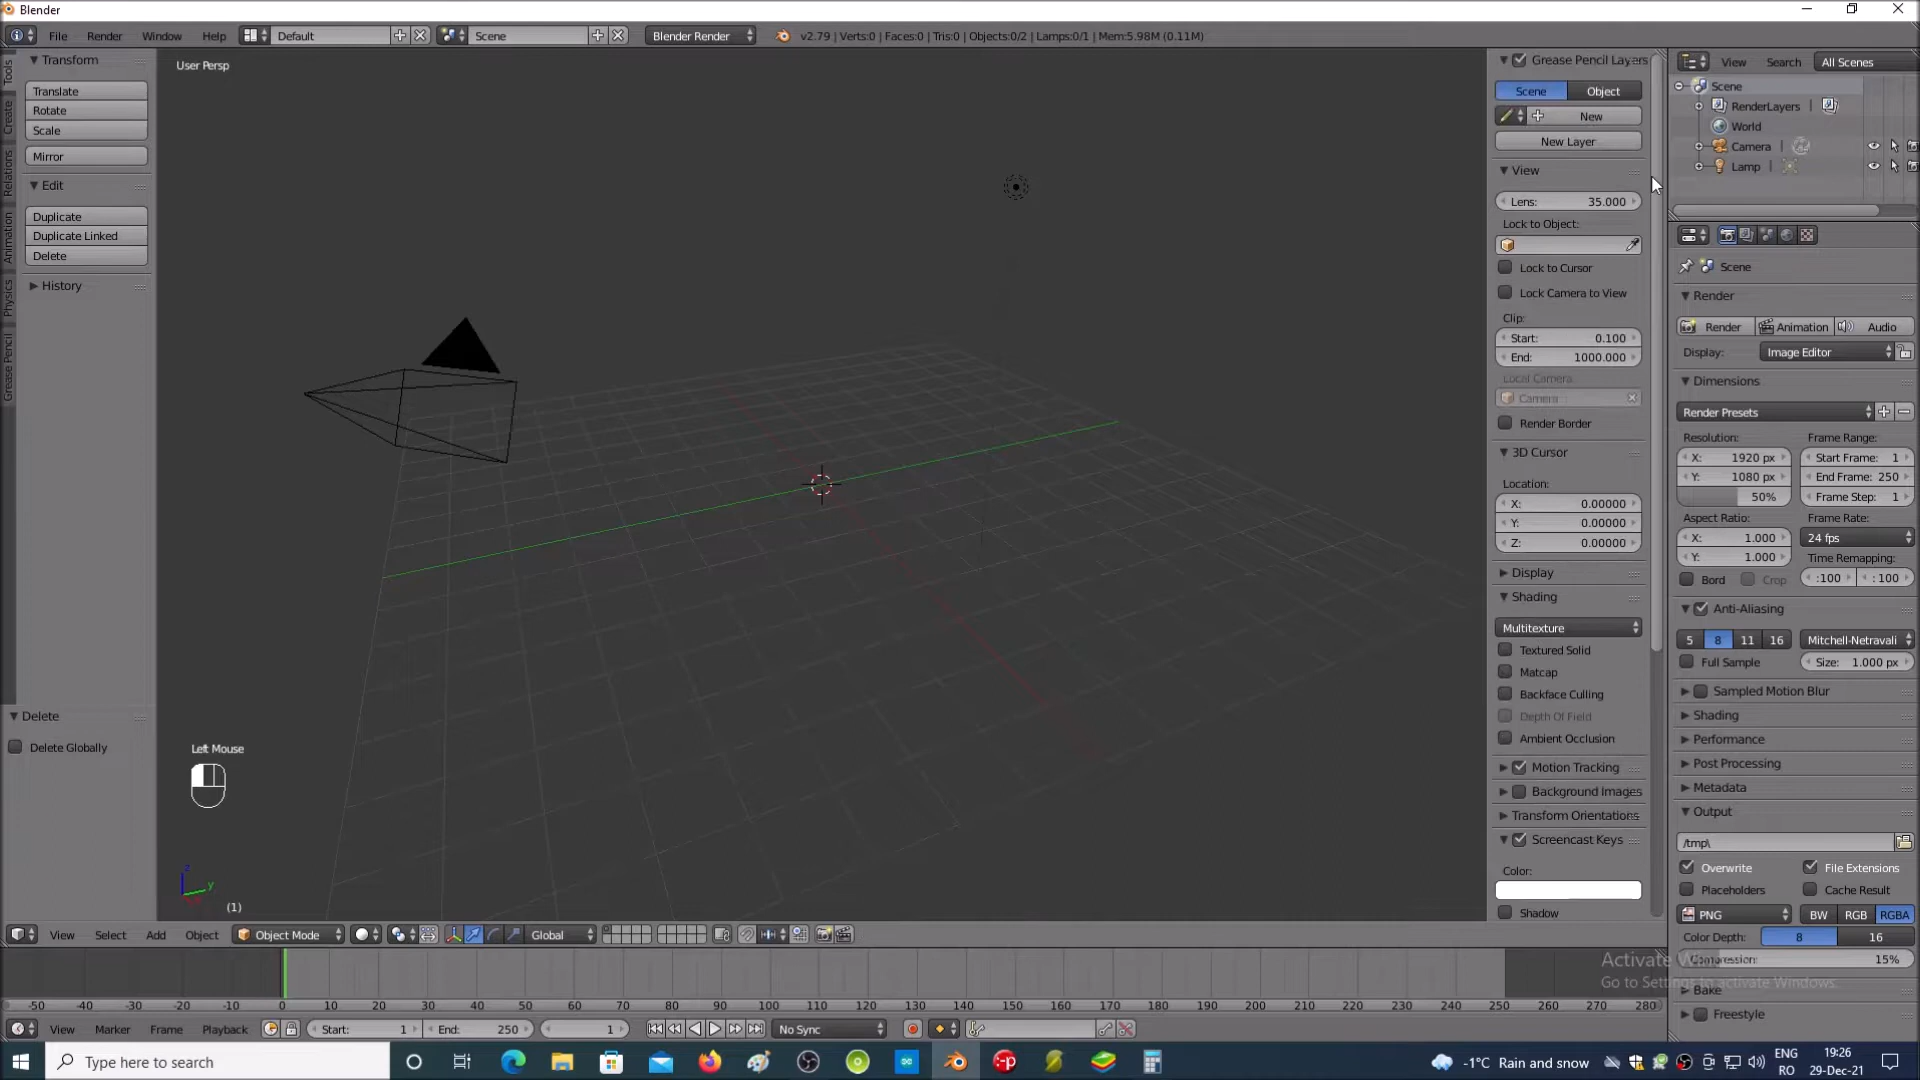 Blender
File Render Window Help Default Scene Blender Render v2.79 | Verts:0 | Faces:0 | Tris:0 | Objects:0/2 | Lamps:0/1 | Mem:5.98M (0.11M)
Tools
Create
Relations
Animation
Physics
Grease Pencil
Transform
Translate
Rotate
Scale
Mirror
Edit
Duplicate
Duplicate Linked
Delete
History
Delete
Delete Globally
User Persp
Left Mouse
z
y
(1)
Grease Pencil Layers
Scene Object
New
New Layer
View
Lens: 35.000
Lock to Object:
Lock to Cursor
Lock Camera to View
Clip:
Start: 0.100
End: 1000.000
Local Camera
Camera
Render Border
3D Cursor
Location:
X: 0.00000
Y: 0.00000
Z: 0.00000
Display
Shading
Multitexture
Textured Solid
Matcap
Backface Culling
Depth Of Field
Ambient Occlusion
Motion Tracking
Background Images
Transform Orientations
Screencast Keys
Color:
Shadow
View Search All Scenes
Scene
RenderLayers |
World
Camera |
Lamp |
Scene
Render
Render Animation Audio
Display: Image Editor
Dimensions
Render Presets
Resolution: Frame Range:
X: 1920 px Start Frame: 1
Y: 1080 px End Frame: 250
50% Frame Step: 1
Aspect Ratio: Frame Rate:
X: 1.000 24 fps
Y: 1.000 Time Remapping:
Bord Crop :100 :100
Anti-Aliasing
5 8 11 16 Mitchell-Netravali
Full Sample Size: 1.000 px
Sampled Motion Blur
Shading
Performance
Post Processing
Metadata
Output
/tmp\
Overwrite File Extensions
Placeholders Cache Result
PNG BW RGB RGBA
Color Depth: 8 16
Compression: 15%
Bake
Freestyle
Go to Settings to activate Windows.
View Select Add Object Object Mode Global
-50 -40 -30 -20 -10 0 10 20 30 40 50 60 70 80 90 100 110 120 130 140 150 160 170 180 190 200 210 220 230 240 250 260 270 280
View Marker Frame Playback Start: 1 End: 250 1 No Sync
Type here to search
-1°C Rain and snow
ENG
RO
19:26
29-Dec-21